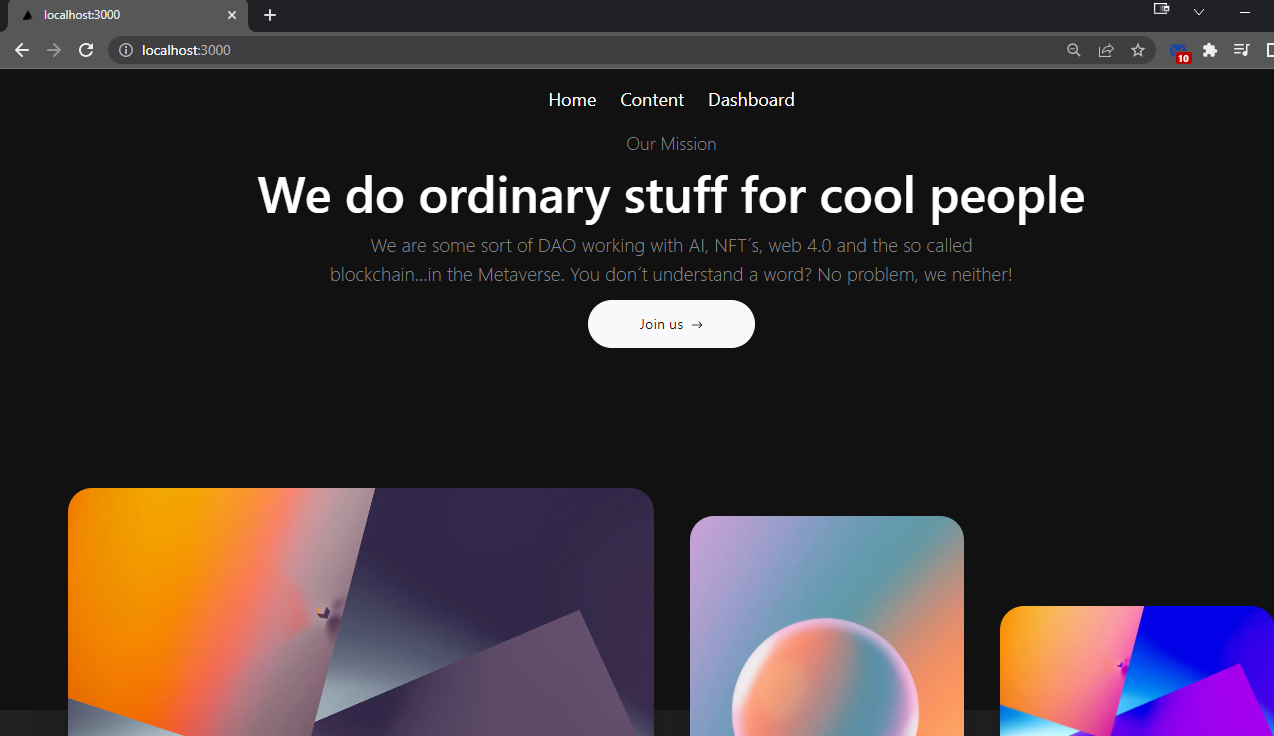 localhost:3000
localhost:3000
10
Home Content Dashboard
Our Mission
We do ordinary stuff for cool people
We are some sort of DAO working with AI, NFT´s, web 4.0 and the so called
blockchain...in the Metaverse. You don´t understand a word? No problem, we neither!
Join us →